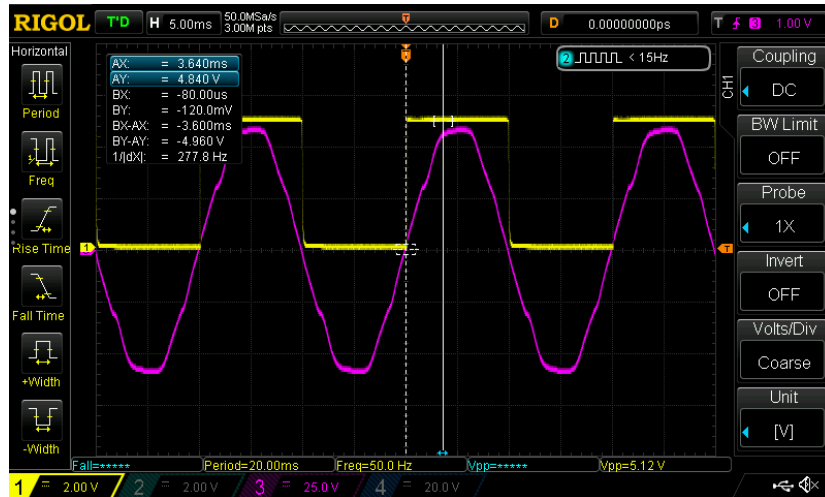 RIGOL T'D H 5.00ms 50.0MSa/s 3.00M pts D 0.00000000ps T 3 1.00 V
Horizontal
Period
Freq
Rise Time
Fall Time
+Width
-Width
AX: = 3.640ms
AY: = 4.840 V
BX: = -80.00us
BY: = -120.0mV
BX-AX: = -3.600ms
BY-AY: = -4.960 V
1/|dX|: = 277.8 Hz
T
2 < 15Hz
1
T
CH1
Coupling
DC
BW Limit
OFF
Probe
1X
Invert
OFF
Volts/Div
Coarse
Unit
[V]
Fall=***** Period=20.00ms Freq=50.0 Hz Vpp=***** Vpp=5.12 V
1 = 2.00 V 2 = 2.00 V 3 = 25.0 V 4 = 20.0 V